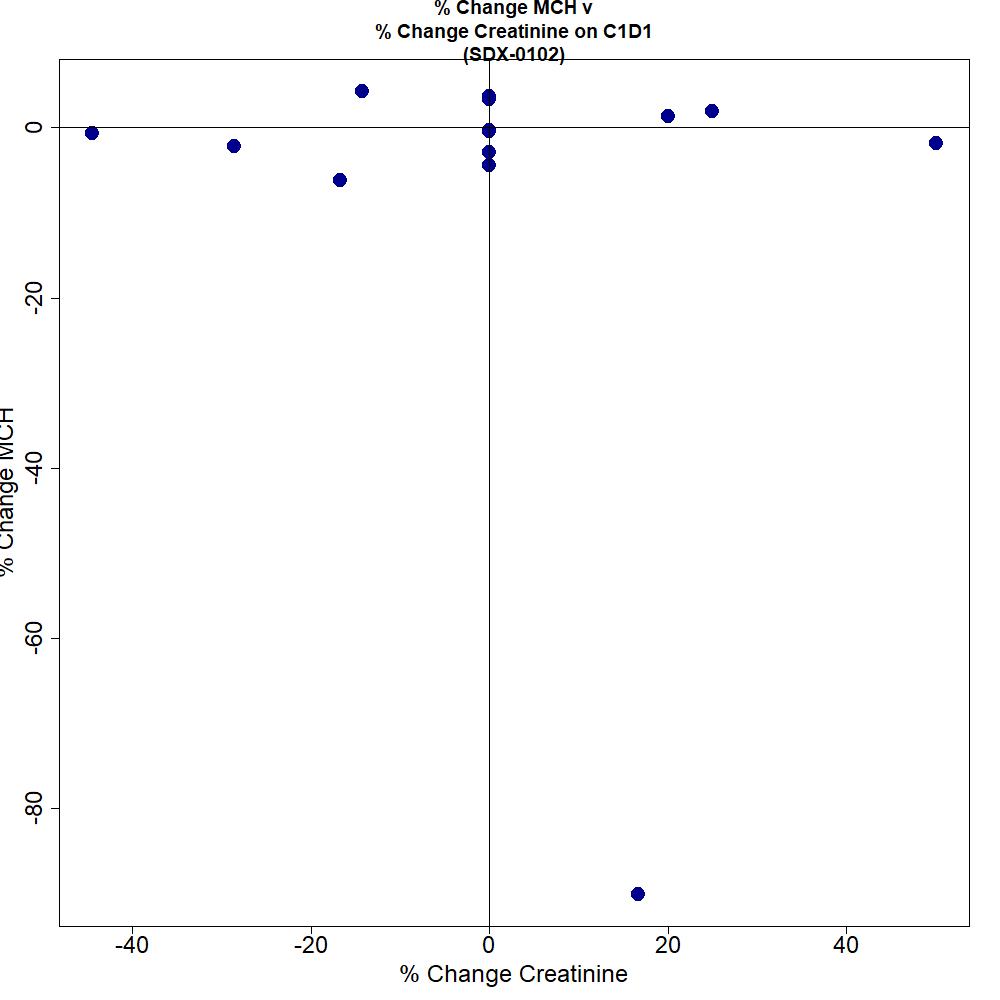 % Change MCH v
% Change Creatinine on C1D1
(SDX-0102)
% Change MCH
0
-20
-40
-60
-80
-40
-20
0
20
40
% Change Creatinine